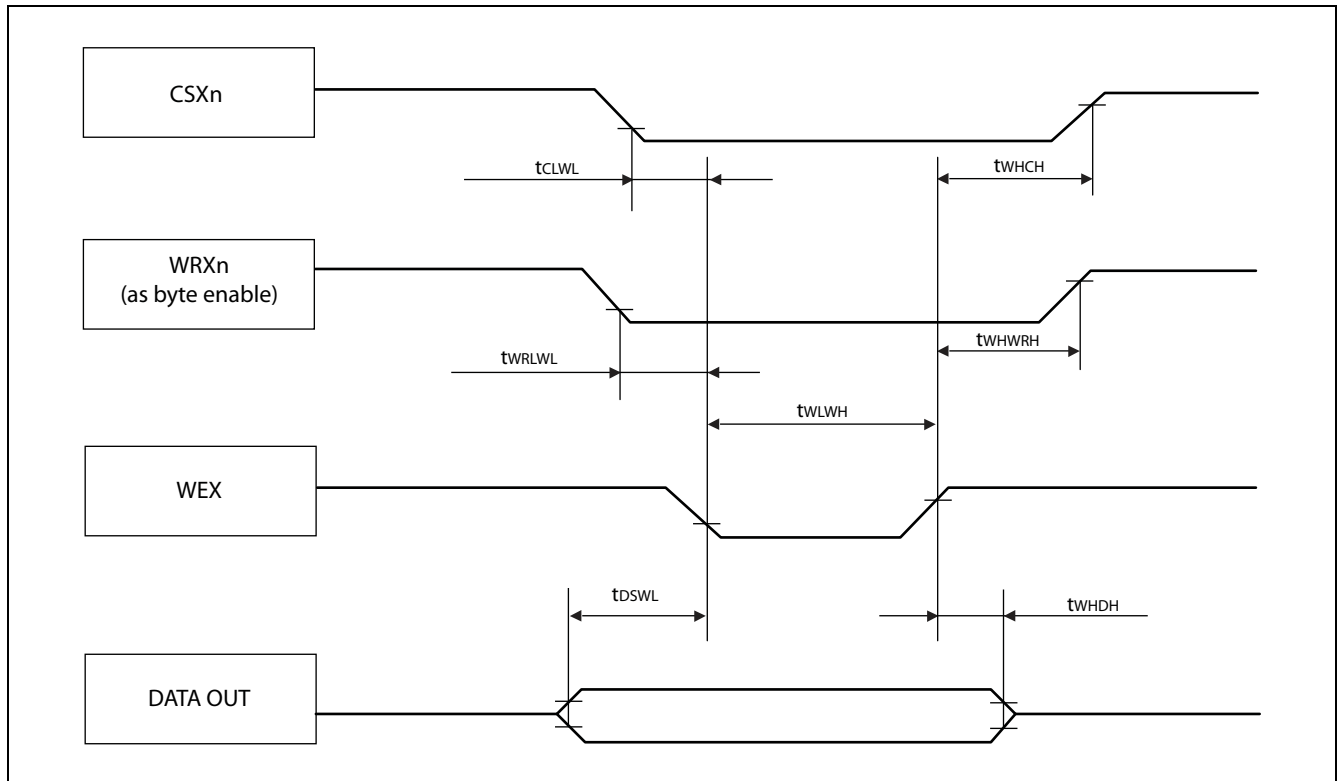 CSXn
tCLWL
tWHCH
WRXn
(as byte enable)
tWRLWL
tWHWRH
tWLWH
WEX
tDSWL
tWHDH
DATA OUT